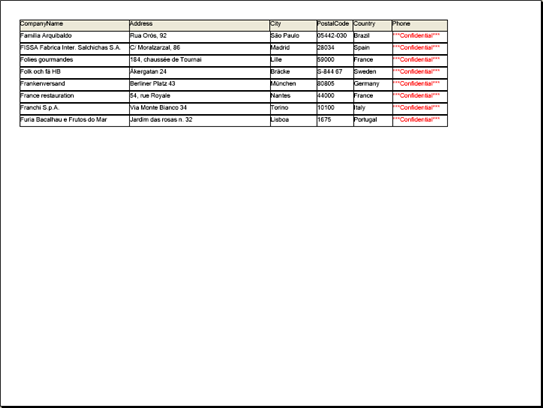 CompanyName Address City PostalCode Country Phone
Familia Arquibaldo Rua Orós, 92 São Paulo 05442-030 Brazil ***Confidential***
FISSA Fabrica Inter. Salchichas S.A. C/ Moralzarzal, 86 Madrid 28034 Spain ***Confidential***
Folies gourmandes 184, chaussée de Tournai Lille 59000 France ***Confidential***
Folk och fä HB Åkergatan 24 Bräcke S-844 67 Sweden ***Confidential***
Frankenversand Berliner Platz 43 München 80805 Germany ***Confidential***
France restauration 54, rue Royale Nantes 44000 France ***Confidential***
Franchi S.p.A. Via Monte Bianco 34 Torino 10100 Italy ***Confidential***
Furia Bacalhau e Frutos do Mar Jardim das rosas n. 32 Lisboa 1675 Portugal ***Confidential***